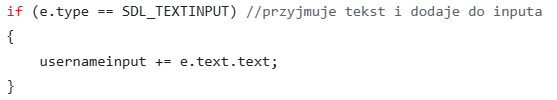 if (e.type == SDL_TEXTINPUT) //przyjmuje tekst i dodaje do inputa
{
    usernameinput += e.text.text;
}